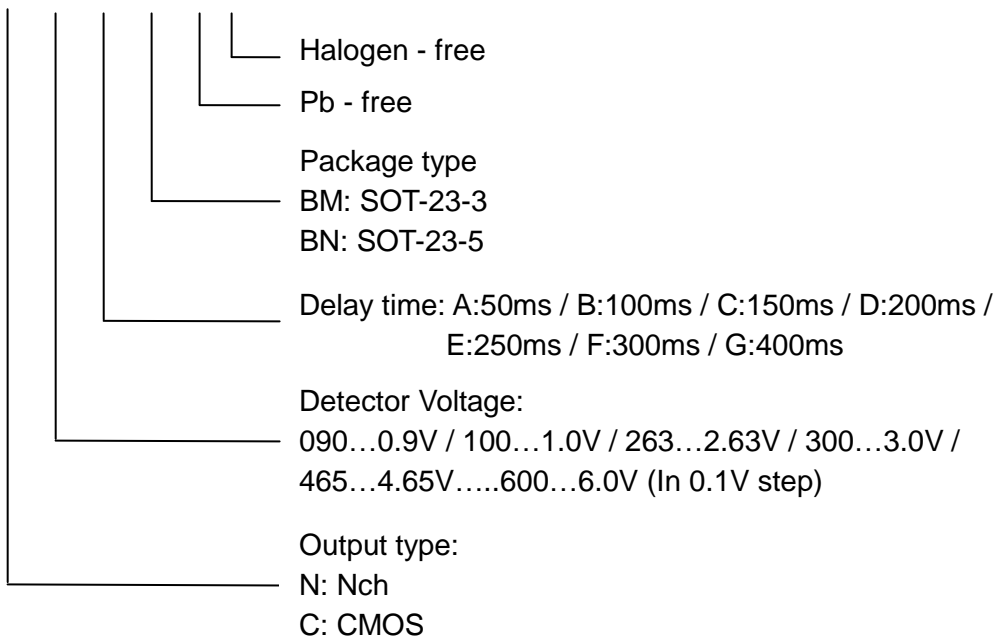 Halogen - free
Pb - free
Package type
BM: SOT-23-3
BN: SOT-23-5
Delay time: A:50ms / B:100ms / C:150ms / D:200ms /
E:250ms / F:300ms / G:400ms
Detector Voltage:
090…0.9V / 100…1.0V / 263…2.63V / 300…3.0V /
465…4.65V…..600…6.0V (In 0.1V step)
Output type:
N: Nch
C: CMOS